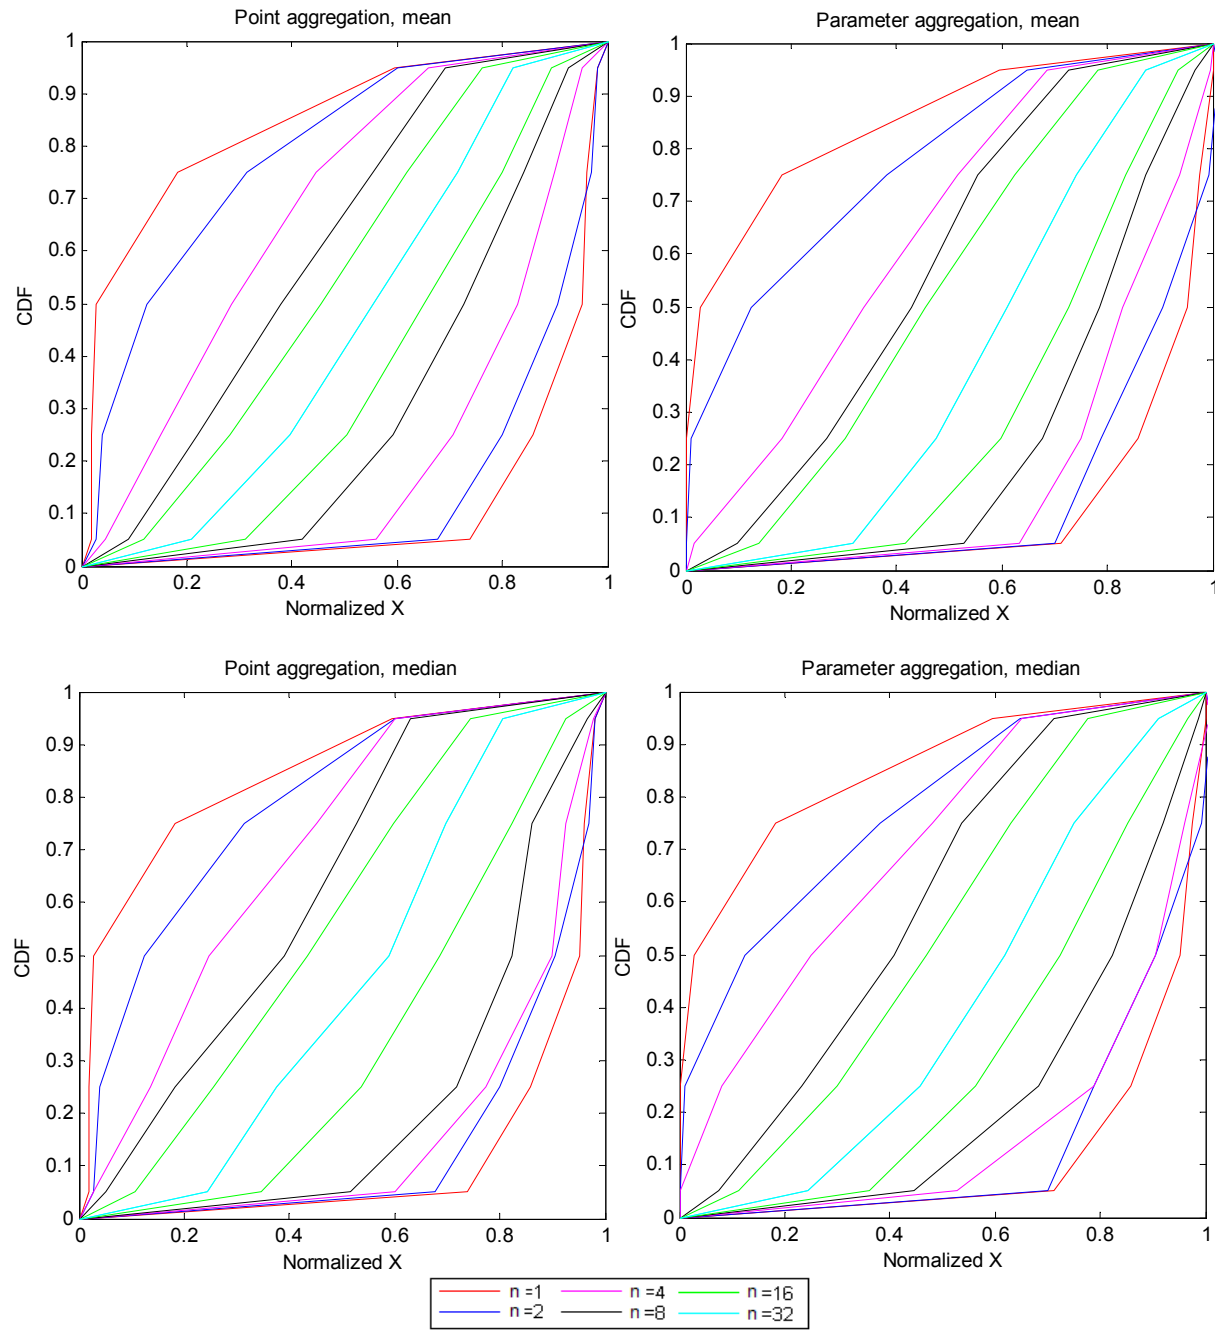 Point aggregation, mean
1
0.9
0.8
0.7
0.6
0.5
0.4
0.3
0.2
0.1
0
CDF
0 0.2 0.4 0.6 0.8 1
Normalized X
Parameter aggregation, mean
1
0.9
0.8
0.7
0.6
0.5
0.4
0.3
0.2
0.1
0
CDF
0 0.2 0.4 0.6 0.8 1
Normalized X
Point aggregation, median
1
0.9
0.8
0.7
0.6
0.5
0.4
0.3
0.2
0.1
0
CDF
0 0.2 0.4 0.6 0.8 1
Normalized X
Parameter aggregation, median
1
0.9
0.8
0.7
0.6
0.5
0.4
0.3
0.2
0.1
0
CDF
0 0.2 0.4 0.6 0.8 1
Normalized X
n =1 n =4 n =16
n =2 n =8 n =32